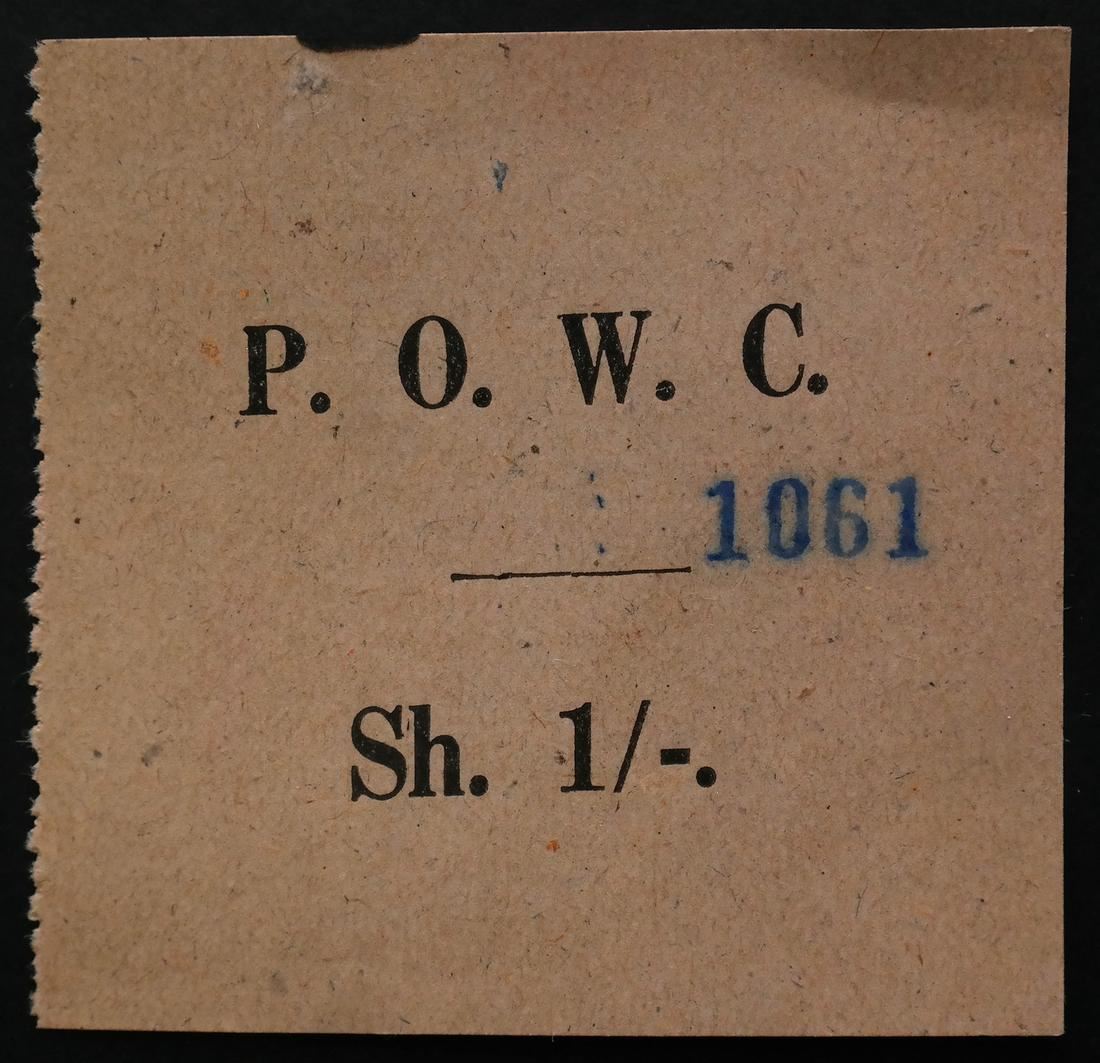 P. O. W. C.
1061
Sh. 1/-.